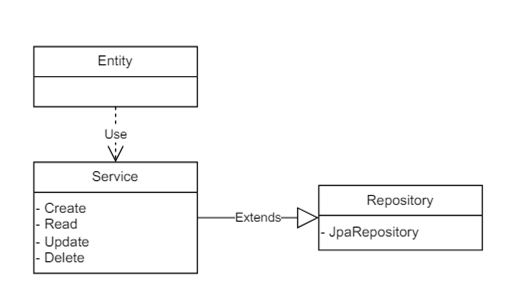 Entity
Use
Service
- Create
- Read
- Update
- Delete
Extends
Repository
- JpaRepository